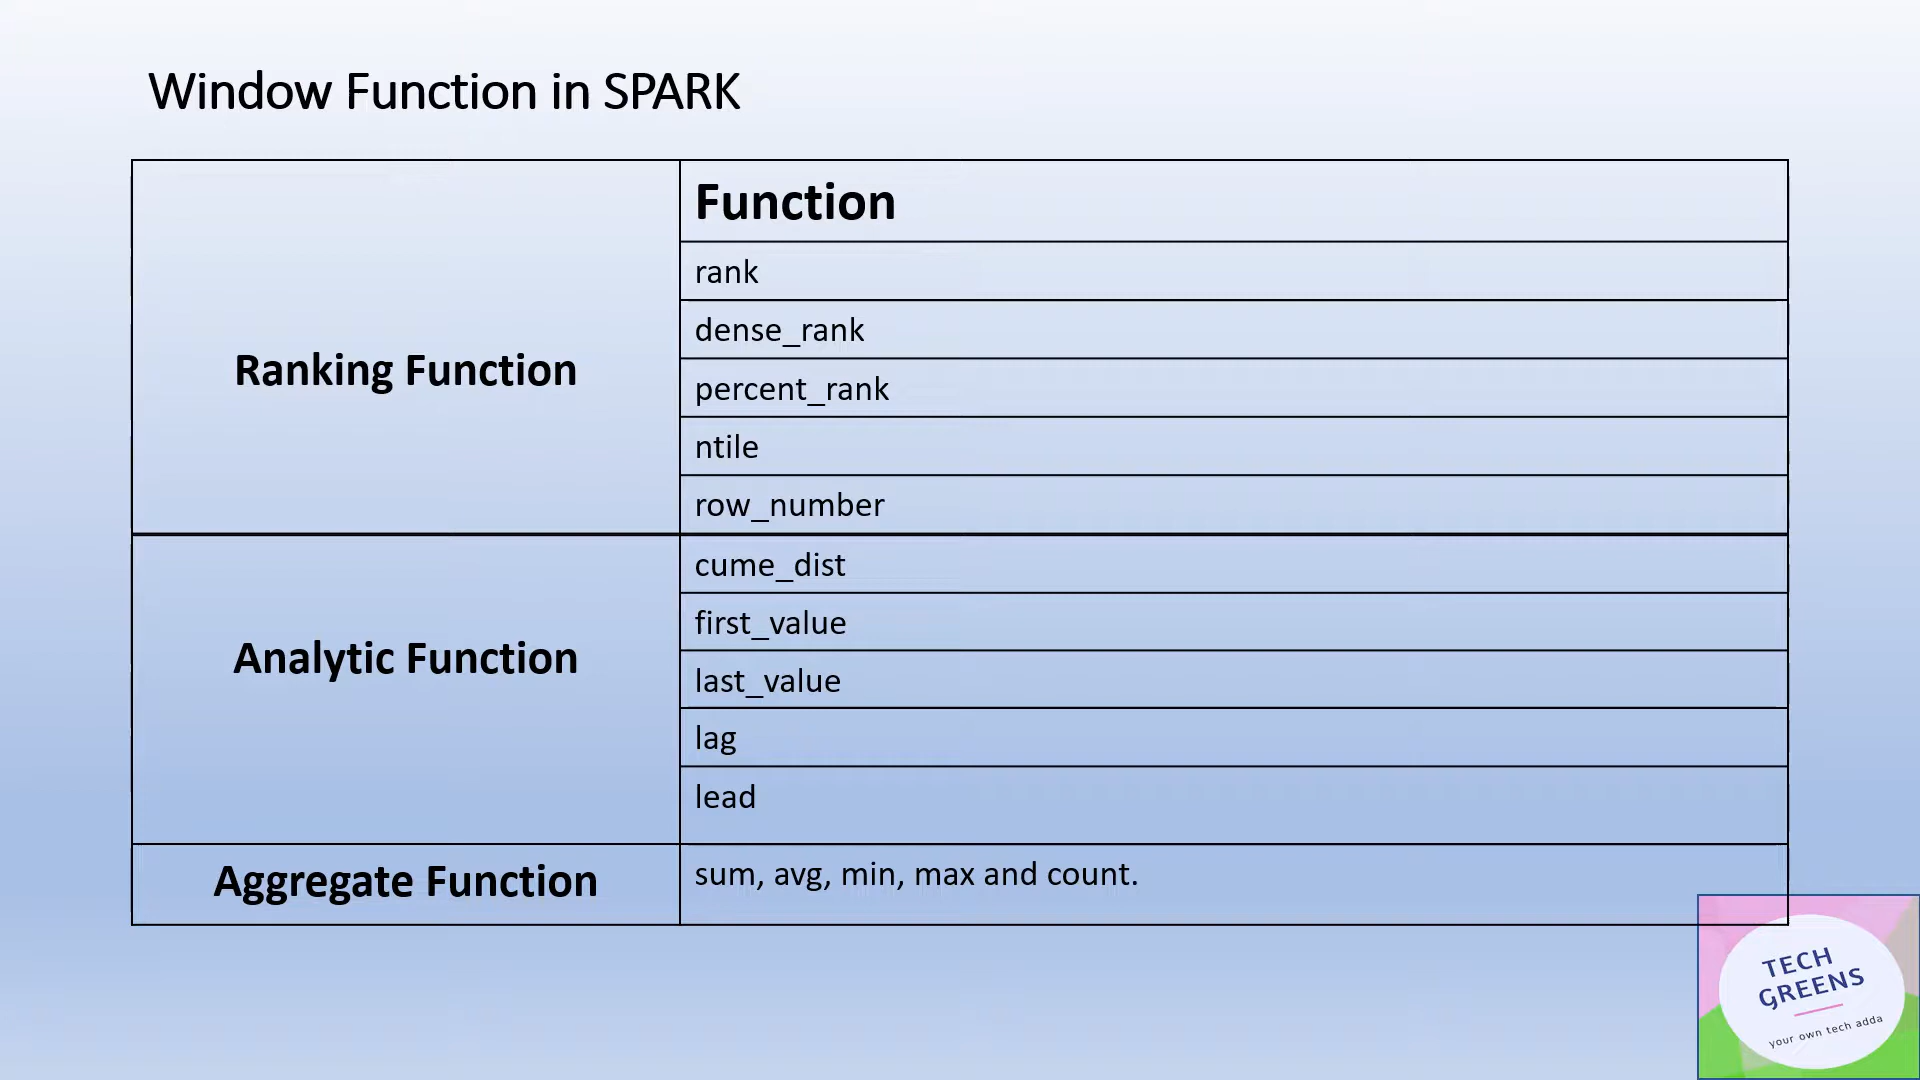 Window Function in SPARK
Function
Ranking Function
rank
dense_rank
percent_rank
ntile
row_number
Analytic Function
cume_dist
first_value
last_value
lag
lead
Aggregate Function
sum, avg, min, max and count.
TECH
GREENS
your own tech adda